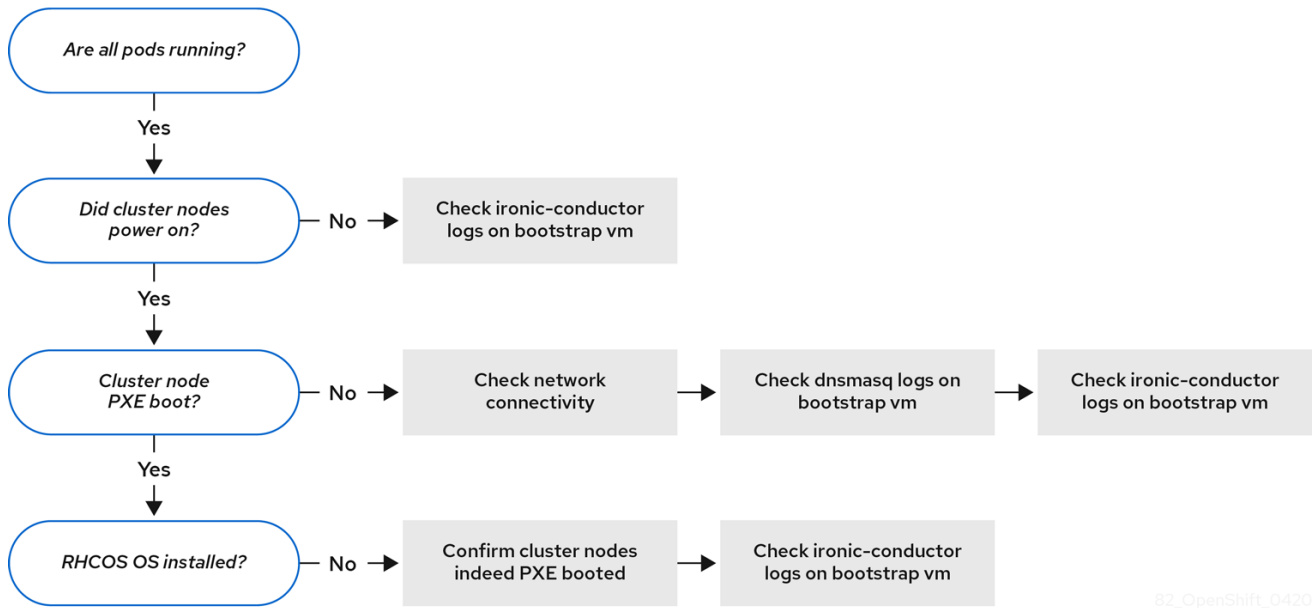 Are all pods running?
Yes
Did cluster nodes
power on?
No
Check ironic-conductor
logs on bootstrap vm
Yes
Cluster node
PXE boot?
No
Check network
connectivity
Check dnsmasq logs on
bootstrap vm
Check ironic-conductor
logs on bootstrap vm
Yes
RHCOS OS installed?
No
Confirm cluster nodes
indeed PXE booted
Check ironic-conductor
logs on bootstrap vm
82_OpenShift_0420